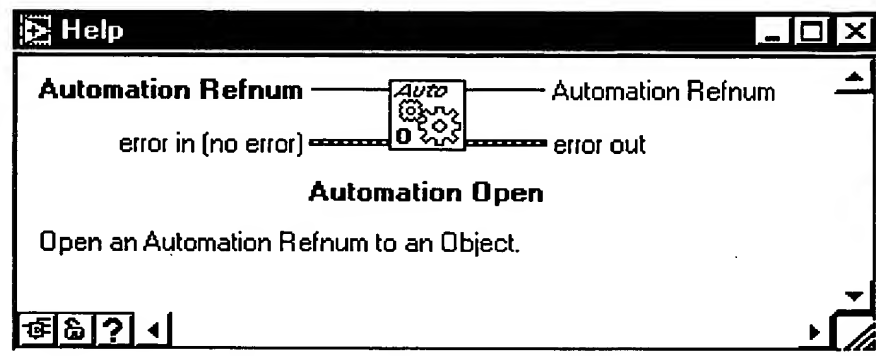 Help
Automation Refnum
Auto
0
Automation Refnum
error in (no error)
error out
Automation Open
Open an Automation Refnum to an Object.
?